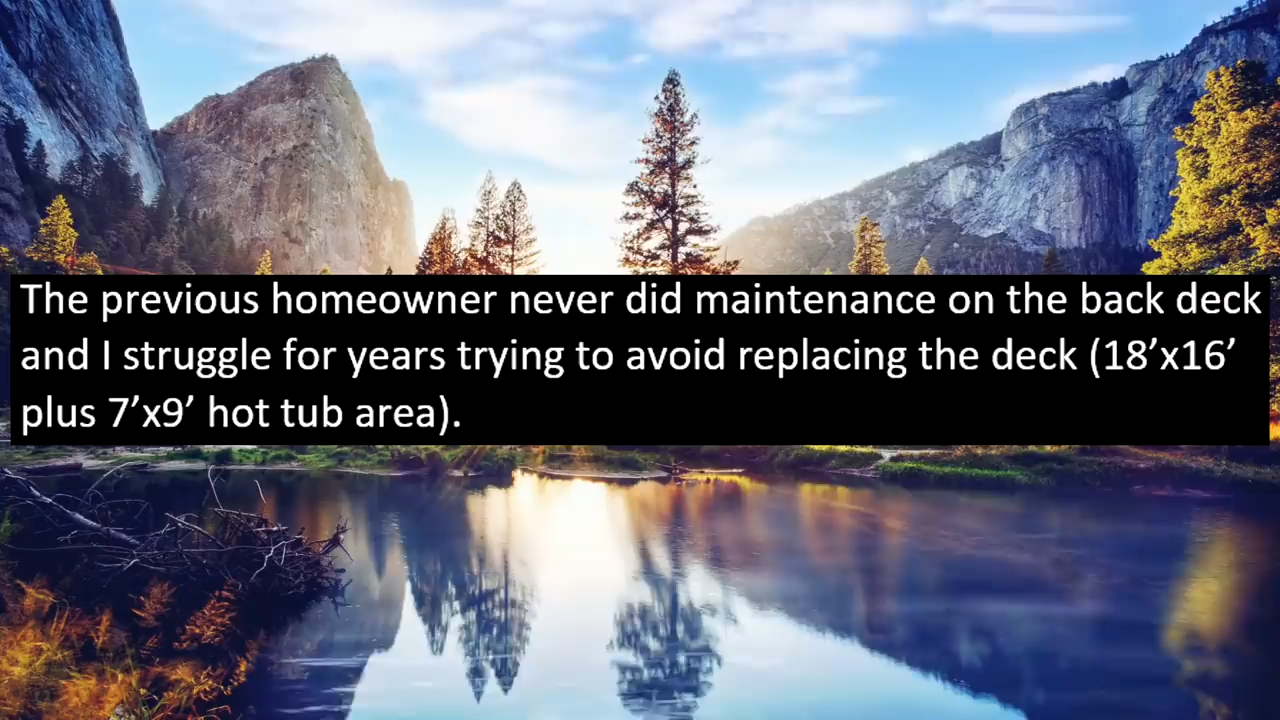 The previous homeowner never did maintenance on the back deck
and I struggle for years trying to avoid replacing the deck (18’x16’
plus 7’x9’ hot tub area).